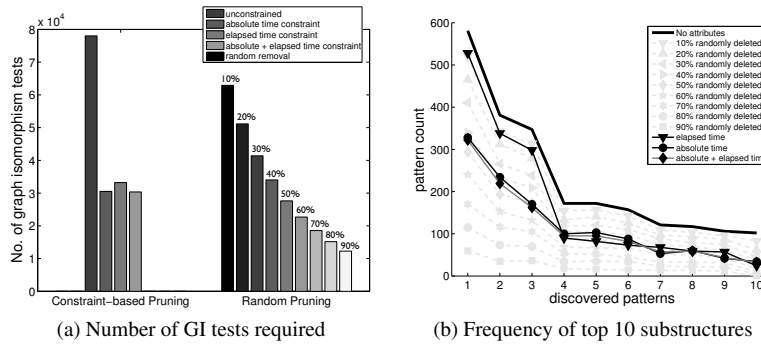 x 10^4
8
7
6
5
4
3
2
1
0
No. of graph isomorphism tests
unconstrained
absolute time constraint
elapsed time constraint
absolute + elapsed time constraint
random removal
10%
20%
30%
40%
50%
60%
70%
80%
90%
Constraint−based Pruning
Random Pruning
(a) Number of GI tests required
600
500
400
300
200
100
0
pattern count
No attributes
10% randomly deleted
20% randomly deleted
30% randomly deleted
40% randomly deleted
50% randomly deleted
60% randomly deleted
70% randomly deleted
80% randomly deleted
90% randomly deleted
elapsed time
absolute time
absolute + elapsed time
1 2 3 4 5 6 7 8 9 10
discovered patterns
(b) Frequency of top 10 substructures